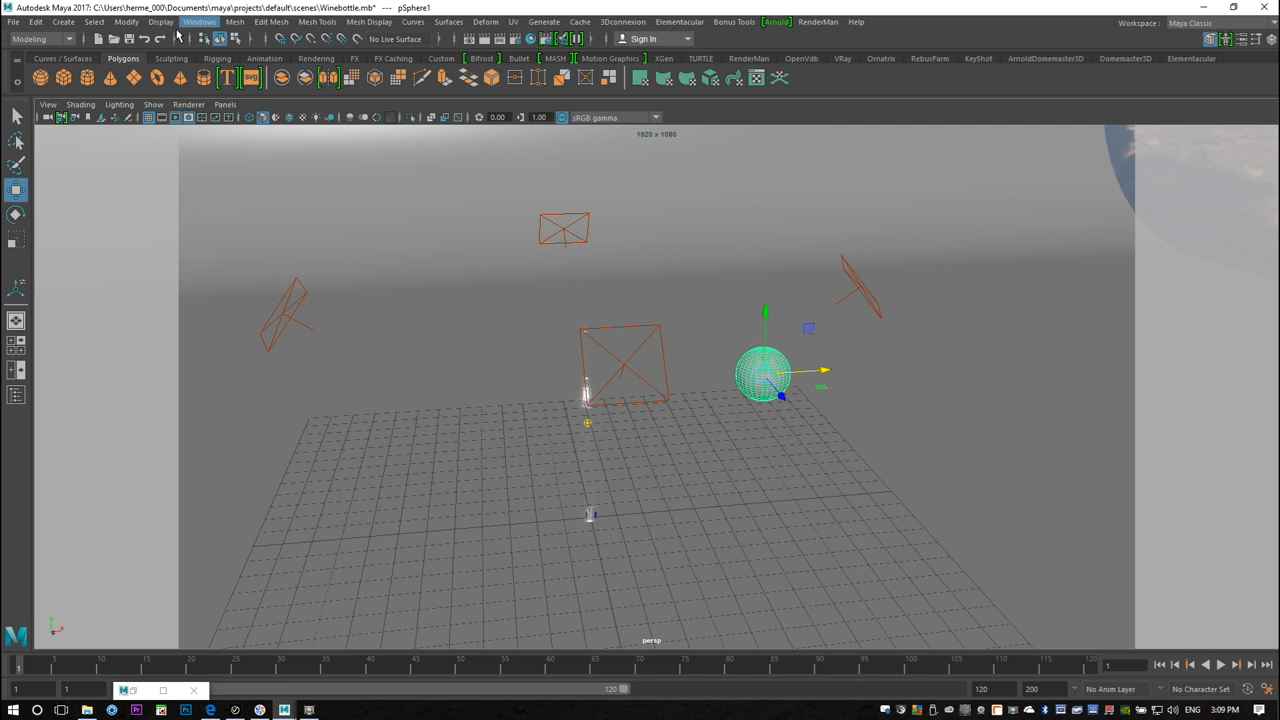 Autodesk Maya 2017: C:\Users\herme_000\Documents\maya\projects\default\scenes\Winebottle.mb* --- pSphere1
File Edit Create Select Modify Display Windows Mesh Edit Mesh Mesh Tools Mesh Display Curves Surfaces Deform UV Generate Cache 3Dconnexion Elementacular Bonus Tools Arnold RenderMan Help Workspace : Maya Classic
Modeling No Live Surface Sign In
Curves / Surfaces Polygons Sculpting Rigging Animation Rendering FX FX Caching Custom Bifrost Bullet MASH Motion Graphics XGen TURTLE RenderMan OpenVdb VRay Ornatrix RebusFarm KeyShot ArnoldDomemaster3D Domemaster3D Elementacular
T SVG
View Shading Lighting Show Renderer Panels
0.00 1.00 sRGB gamma
1920 x 1080
persp
1 5 10 15 20 25 30 35 40 45 50 55 60 65 70 75 80 85 90 95 100 105 110 115 120 1
1 1 120 120 200 No Anim Layer No Character Set
ENG 3:09 PM